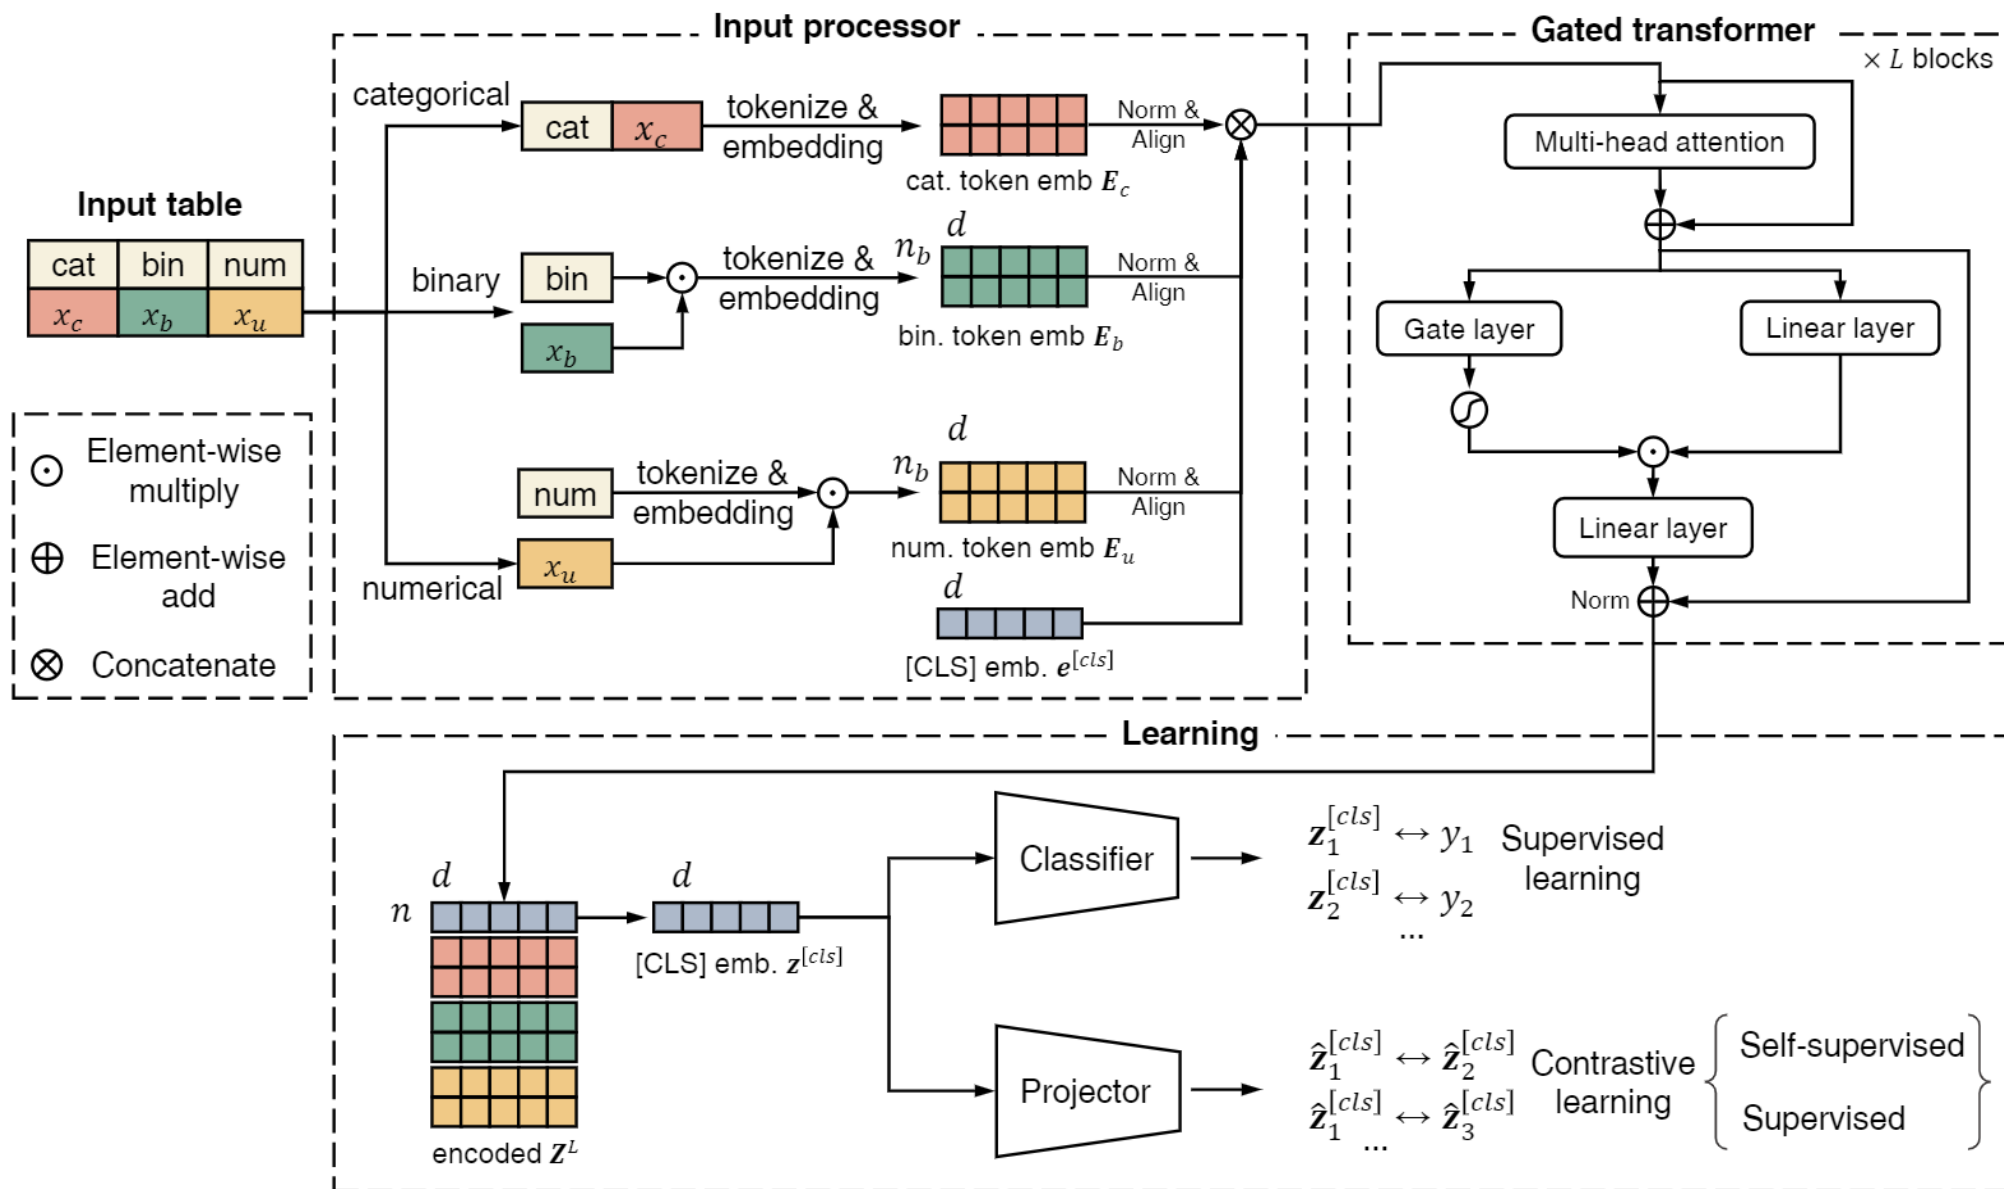 Input processor
Gated transformer
× L blocks
categorical
cat
x_c
tokenize &
embedding
Norm &
Align
cat. token emb E_c
Multi-head attention
Input table
cat bin num
x_c x_b x_u
binary
bin
x_b
tokenize &
embedding
d
n_b
Norm &
Align
bin. token emb E_b
Gate layer
Linear layer
Element-wise
multiply
Element-wise
add
Concatenate
numerical
num
x_u
tokenize &
embedding
d
n_b
Norm &
Align
num. token emb E_u
d
[CLS] emb. e^[cls]
Linear layer
Norm
Learning
d
n
encoded Z^L
d
[CLS] emb. z^[cls]
Classifier
z_1^[cls] ↔ y_1
z_2^[cls] ↔ y_2
...
Supervised
learning
Projector
ẑ_1^[cls] ↔ ẑ_2^[cls]
ẑ_1^[cls] ↔ ẑ_3^[cls]
...
Contrastive
learning
Self-supervised
Supervised